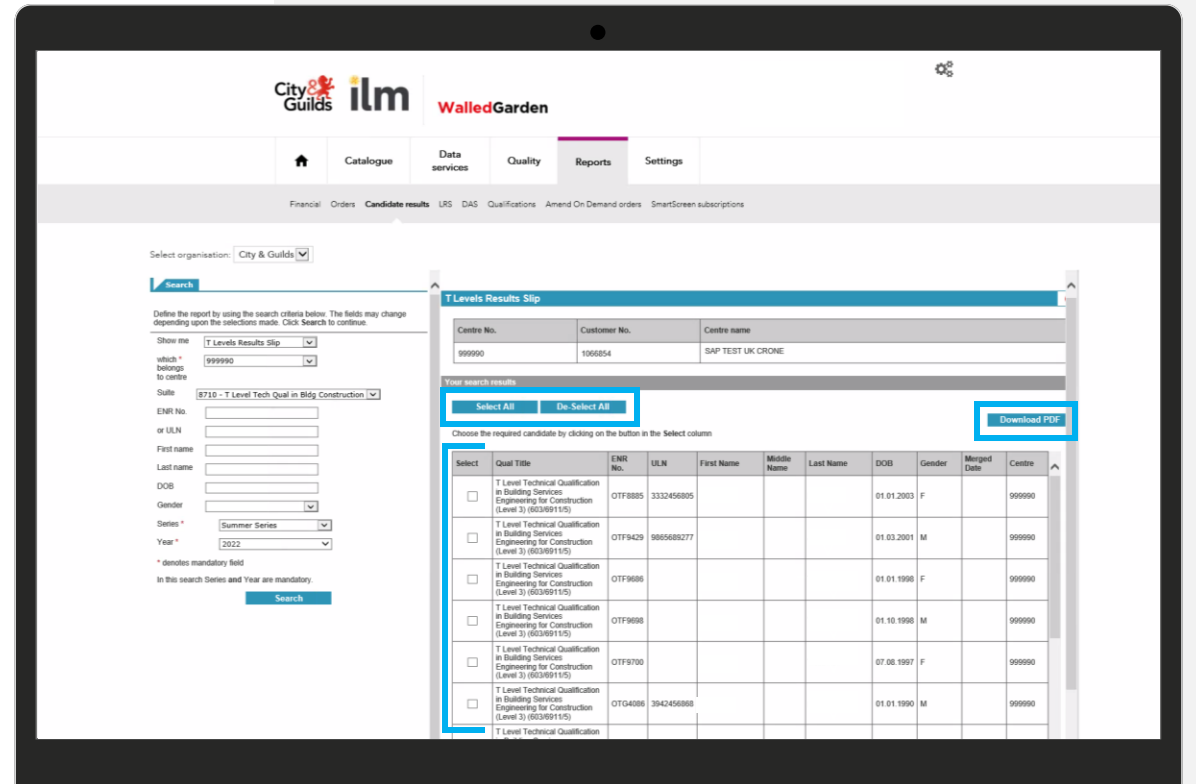 City&
Guilds
ilm
WalledGarden
Catalogue
Data
services
Quality
Reports
Settings
Financial Orders Candidate results LRS DAS Qualifications Amend On Demand orders SmartScreen subscriptions
Select organisation: City & Guilds
Search
Define the report by using the search criteria below. The fields may change
depending upon the selections made. Click Search to continue.
Show me T Levels Results Slip
which * 999990
belongs
to centre
Suite 8710 - T Level Tech Qual in Bldg Construction
ENR No.
or ULN
First name
Last name
DOB
Gender
Series * Summer Series
Year * 2022
* denotes mandatory field
In this search Series and Year are mandatory.
Search
T Levels Results Slip
Centre No. Customer No. Centre name
999990 1066854 SAP TEST UK CRONE
Your search results
Select All De-Select All
Download PDF
Choose the required candidate by clicking on the button in the Select column
Select Qual Title ENR No. ULN First Name Middle Name Last Name DOB Gender Merged Date Centre
T Level Technical Qualification
in Building Services
Engineering for Construction
(Level 3) (603/6911/5)
OTF8885 3332456805 01.01.2003 F 999990
T Level Technical Qualification
in Building Services
Engineering for Construction
(Level 3) (603/6911/5)
OTF9429 9865689277 01.03.2001 M 999990
T Level Technical Qualification
in Building Services
Engineering for Construction
(Level 3) (603/6911/5)
OTF9686 01.01.1998 F 999990
T Level Technical Qualification
in Building Services
Engineering for Construction
(Level 3) (603/6911/5)
OTF9698 01.10.1998 M 999990
T Level Technical Qualification
in Building Services
Engineering for Construction
(Level 3) (603/6911/5)
OTF9700 07.08.1997 F 999990
T Level Technical Qualification
in Building Services
Engineering for Construction
(Level 3) (603/6911/5)
OTG4086 3942456868 01.01.1990 M 999990
T Level Technical Qualification